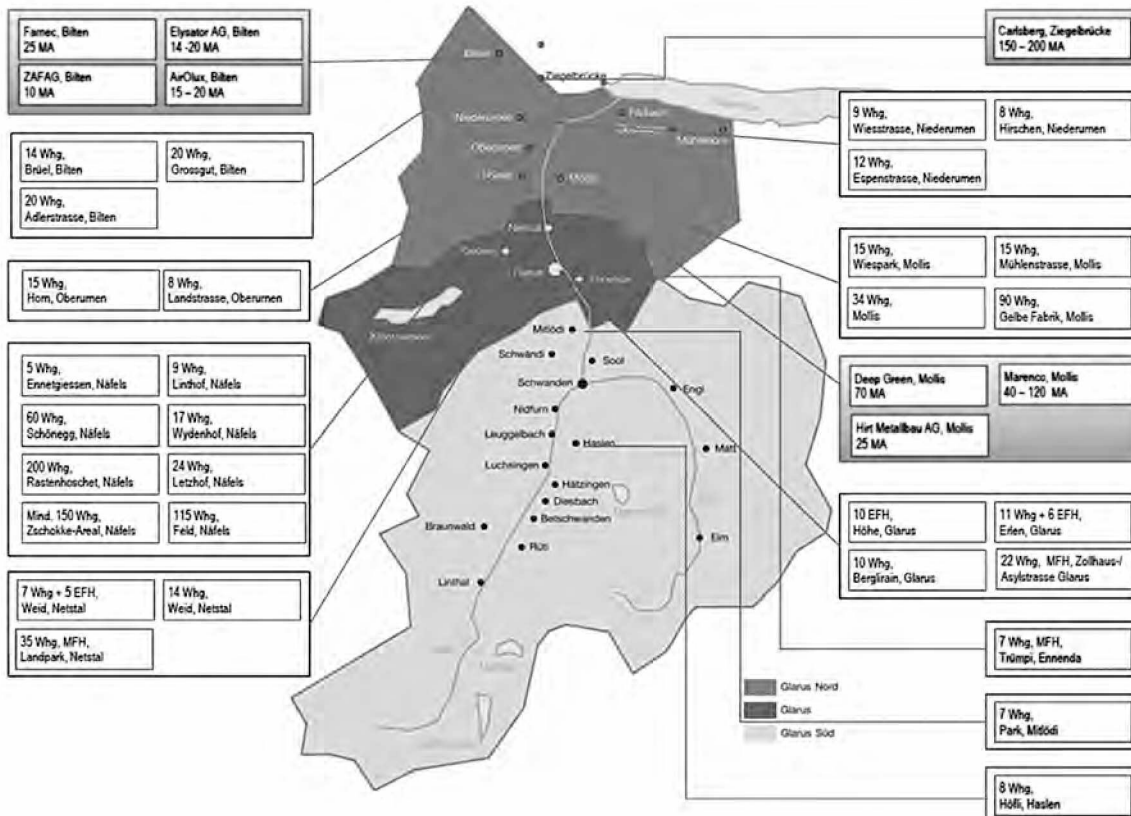 Famec, Bilten
25 MA
Elysator AG, Bilten
14 -20 MA
ZAFAG, Bilten
10 MA
AirOlux, Bilten
15 – 20 MA
14 Whg,
Brüel, Bilten
20 Whg,
Grossgut, Bilten
20 Whg,
Adlerstrasse, Bilten
15 Whg,
Horn, Oberurnen
8 Whg,
Landstrasse, Oberurnen
5 Whg,
Ennetgiessen, Näfels
9 Whg,
Linthof, Näfels
60 Whg,
Schönegg, Näfels
17 Whg,
Wydenhof, Näfels
200 Whg,
Rastenhoschet, Näfels
24 Whg,
Letzhof, Näfels
Mind. 150 Whg,
Zschokke-Areal, Näfels
115 Whg,
Feld, Näfels
7 Whg + 5 EFH,
Weid, Netstal
14 Whg,
Weid, Netstal
35 Whg, MFH,
Landpark, Netstal
Bilten
Ziegelbrücke
Niederurnen
Filzbach
Mühlehorn
Oberurnen
Näfels
Mollis
Netstal
Glarus
Ennenda
Klöntalersee
Mitlödi
Schwändi
Sool
Schwanden
Engi
Nidfurn
Leuggelbach
Haslen
Matt
Luchsingen
Hätzingen
Diesbach
Betschwanden
Braunwald
Rüti
Elm
Linthal
Glarus Nord
Glarus
Glarus Süd
Carlsberg, Ziegelbrücke
150 – 200 MA
9 Whg,
Wiesstrasse, Niederurnen
8 Whg,
Hirschen, Niederurnen
12 Whg,
Espenstrasse, Niederurnen
15 Whg,
Wiespark, Mollis
15 Whg,
Mühlenstrasse, Mollis
34 Whg,
Mollis
90 Whg,
Gelbe Fabrik, Mollis
Deep Green, Mollis
70 MA
Marenco, Mollis
40 – 120 MA
Hirt Metallbau AG, Mollis
25 MA
10 EFH,
Höhe, Glarus
11 Whg + 6 EFH,
Erlen, Glarus
10 Whg,
Berglirain, Glarus
22 Whg, MFH, Zollhaus-/
Asylstrasse Glarus
7 Whg, MFH,
Trümpi, Ennenda
7 Whg,
Park, Mitlödi
8 Whg,
Höfli, Haslen